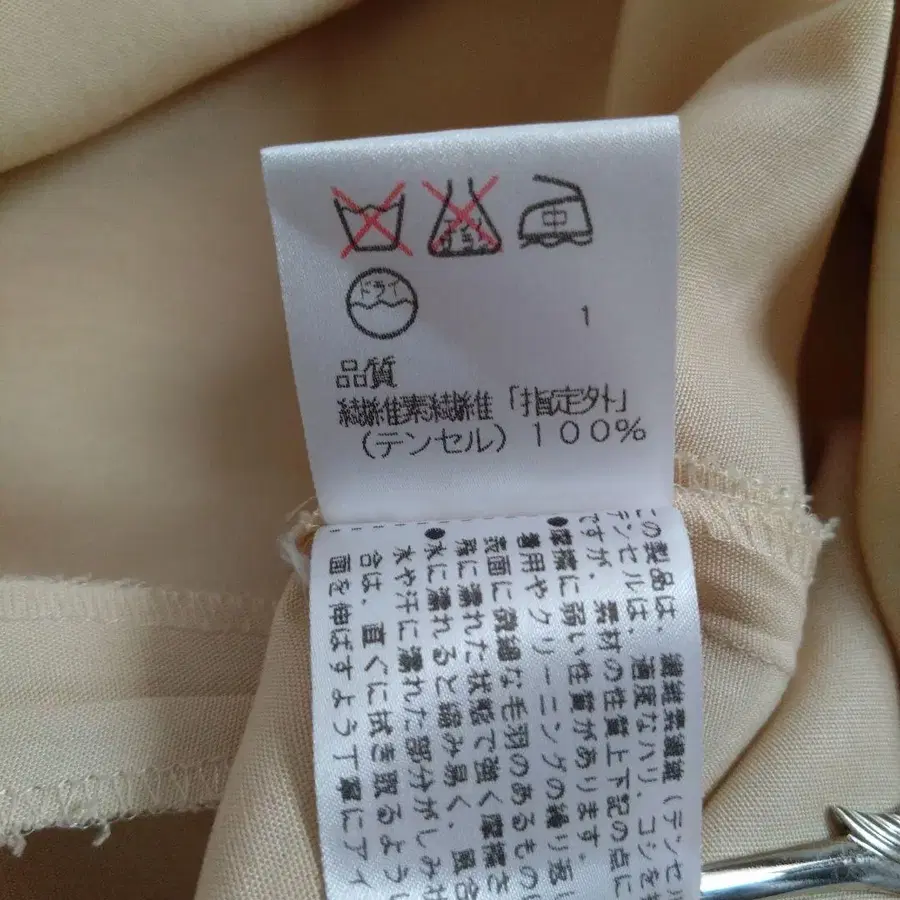 中
ドライ
1
品質
繊維素繊維「指定外」
(テンセル) 100%
この製品は、繊維素繊維(テンセル
テンセルは、適度なハリ、コシを
ですが、素材の性質上下記の点に
●摩擦に弱い性質があります。
着用やクリーニングの繰り返し
表面に微細な毛羽のあるもの
殊に濡れた状態で強く摩擦さ
●水に濡れると縮み易く、風合
水や汗に濡れた部分がしみ
合は、直ぐに拭き取るように
面を伸ばすよう丁寧にアイ